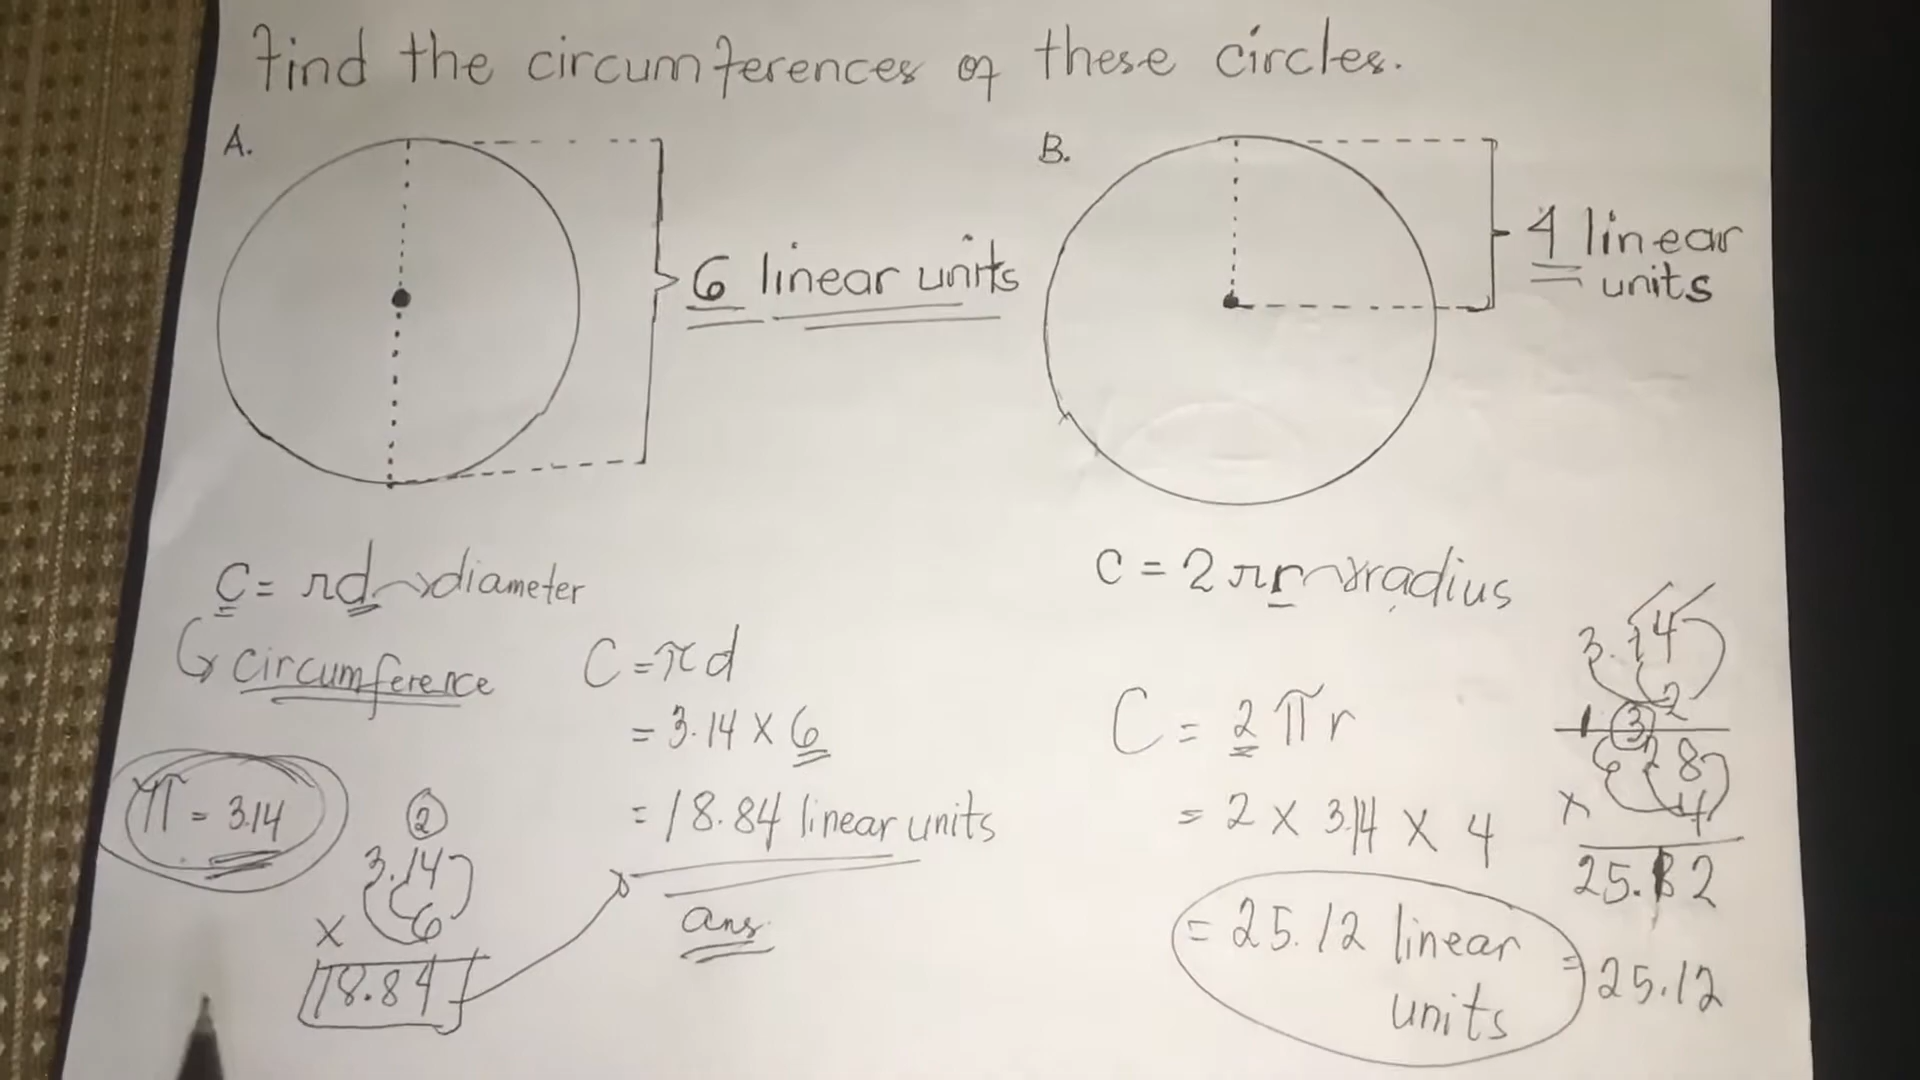 Find the circumferences of these circles.
A.
6 linear units
B.
4 linear
units
C = πd → diameter
↳ circumference
π = 3.14
C = πd
= 3.14 × 6
= 18.84 linear units
ans.
2
3.14
× 6
18.84
C = 2πr → radius
C = 2πr
= 2 × 3.14 × 4
= 25.12 linear
units
3.14
2
1 3
6 28
× 4
25.12
= 25.12